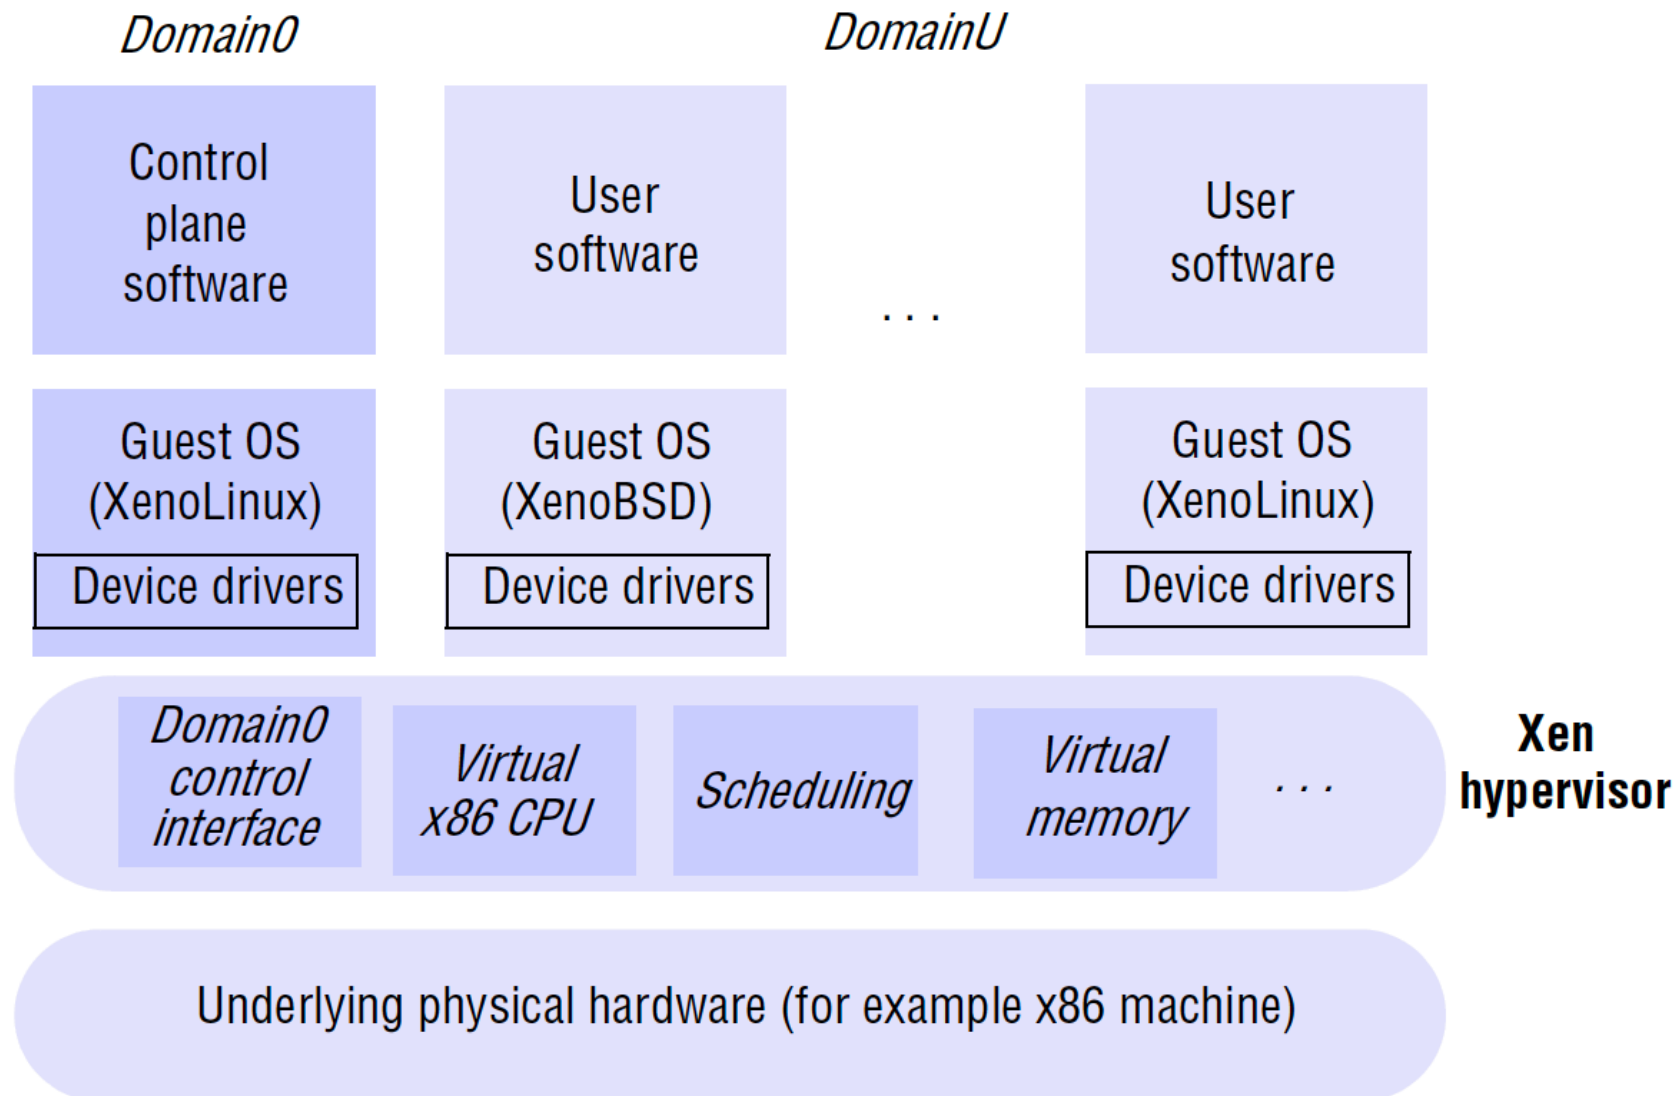 Domain0
DomainU
Control
plane
software
User
software
. . .
User
software
Guest OS
(XenoLinux)
Device drivers
Guest OS
(XenoBSD)
Device drivers
Guest OS
(XenoLinux)
Device drivers
Domain0
control
interface
Virtual
x86 CPU
Scheduling
Virtual
memory
. . .
Xen
hypervisor
Underlying physical hardware (for example x86 machine)